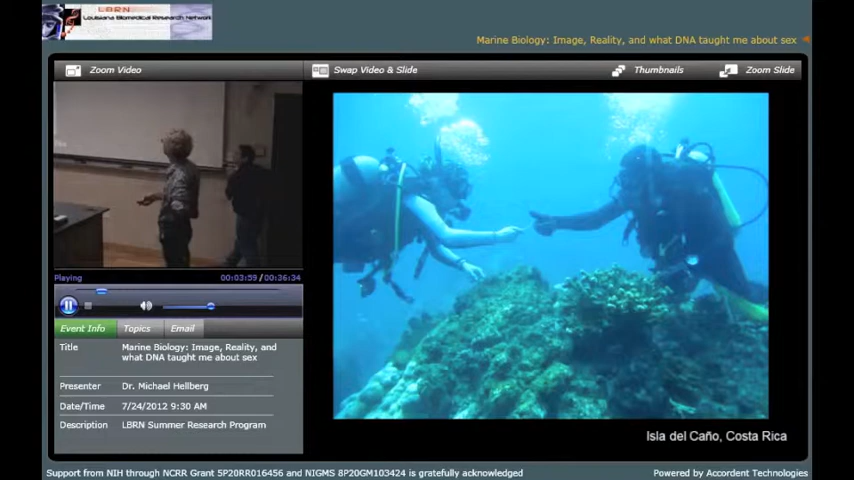 LBRN
Louisiana Biomedical Research Network
Marine Biology: Image, Reality, and what DNA taught me about sex
Zoom Video
Swap Video & Slide
Thumbnails
Zoom Slide
Playing
00:03:59/00:36:34
Event Info
Topics
Email
Title
Marine Biology: Image, Reality, and
what DNA taught me about sex
Presenter
Dr. Michael Hellberg
Date/Time
7/24/2012 9:30 AM
Description
LBRN Summer Research Program
Isla del Caño, Costa Rica
Support from NIH through NCRR Grant 5P20RR016456 and NIGMS 8P20GM103424 is gratefully acknowledged
Powered by Accordent Technologies